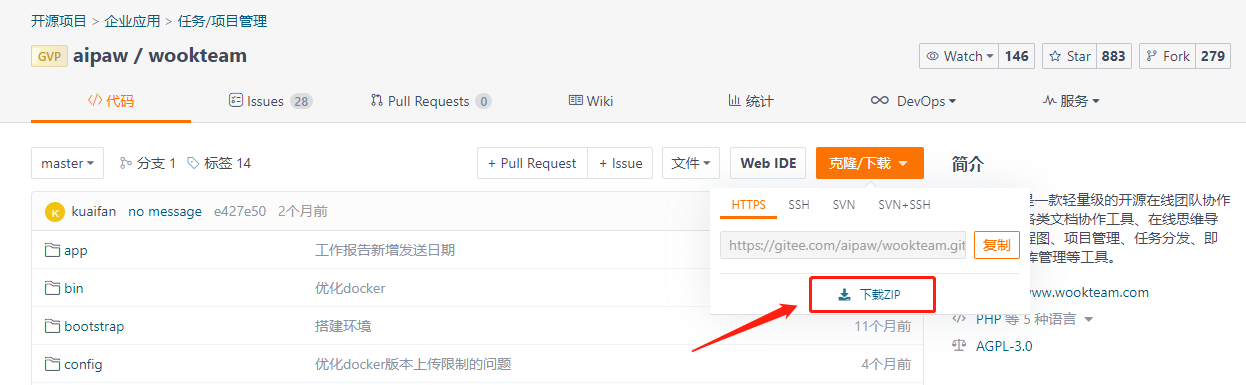 开源项目 > 企业应用 > 任务/项目管理
GVP aipaw / wookteam
Watch 146 Star 883 Fork 279
代码 Issues 28 Pull Requests 0 Wiki 统计 DevOps 服务
master 分支 1 标签 14 + Pull Request + Issue 文件 Web IDE 克隆/下载 简介
K kuaifan no message e427e50 2个月前
HTTPS SSH SVN SVN+SSH
https://gitee.com/aipaw/wookteam.git 复制
下载ZIP
app 工作报告新增发送日期
bin 优化docker
bootstrap 搭建环境 11个月前
config 优化docker版本上传限制的问题 4个月前
是一款轻量级的开源在线团队协作
各类文档协作工具、在线思维导
程图、项目管理、任务分发、即
库管理等工具。
www.wookteam.com
PHP 等 5 种语言
AGPL-3.0